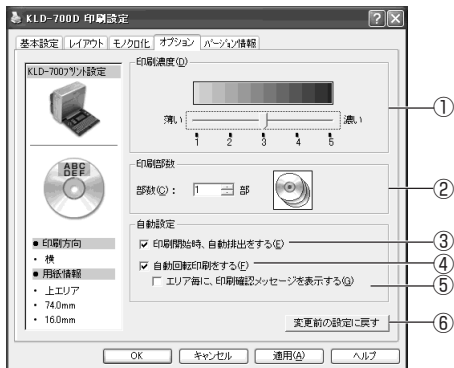 KLD-700D 印刷設定
基本設定 レイアウト モノクロ化 オプション バージョン情報
KLD-700プリント設定
ABC
DEF
● 印刷方向
・ 横
● 用紙情報
・ 上エリア
・ 74.0mm
・ 16.0mm
印刷濃度(D)
薄い 濃い
1 2 3 4 5
①
印刷部数
部数(C)： 1 部
②
自動設定
印刷開始時、自動排出をする(E)
③
自動回転印刷をする(F)
④
エリア毎に、印刷確認メッセージを表示する(G)
⑤
変更前の設定に戻す
⑥
OK キャンセル 適用(A) ヘルプ